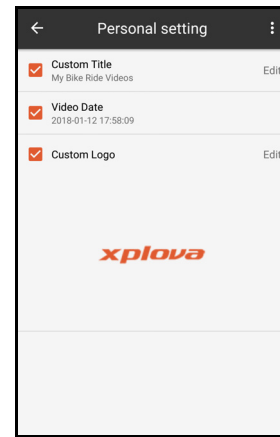 Personal setting
Custom Title
My Bike Ride Videos
Edit
Video Date
2018-01-12 17:58:09
Custom Logo
Edit
xplova